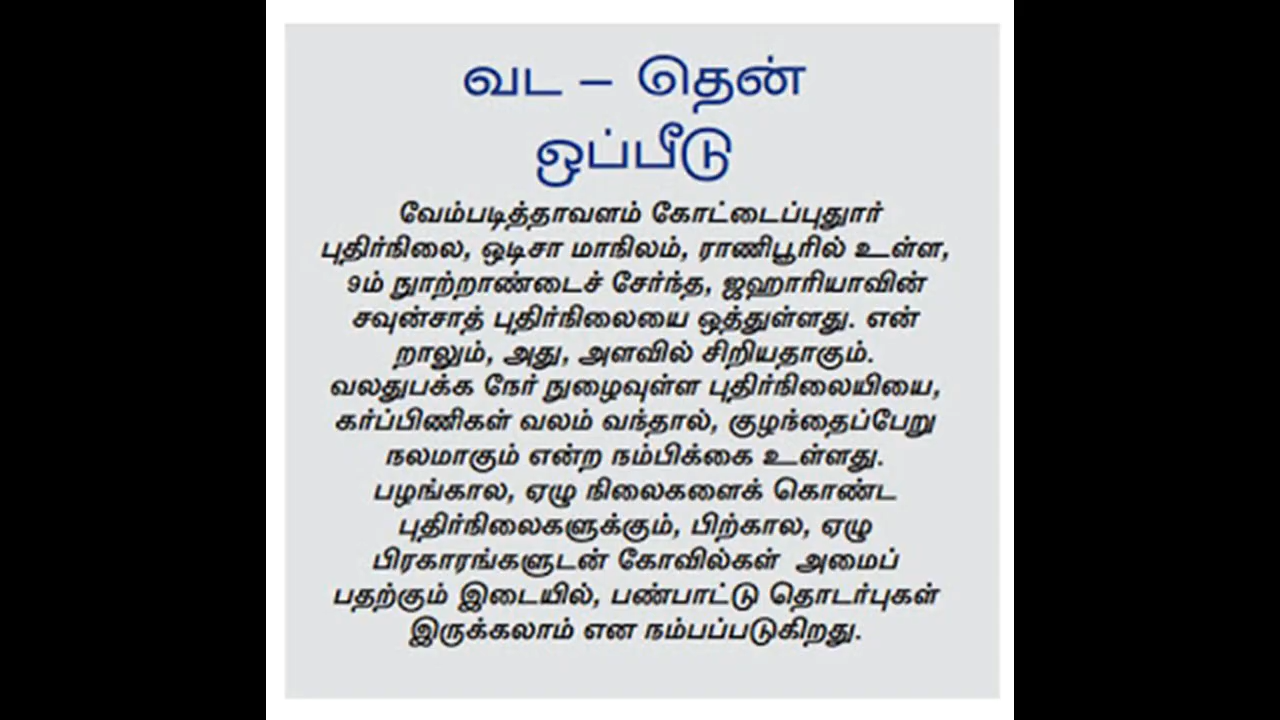 வட – தென்
ஒப்பீடு
வேம்படித்தாவளம் கோட்டைப்புதுார்
புதிர்நிலை, ஒடிசா மாநிலம், ராணிபூரில் உள்ள,
9ம் நுாற்றாண்டைச் சேர்ந்த, ஜஹாரியாவின்
சவுன்சாத் புதிர்நிலையை ஒத்துள்ளது. என்
றாலும், அது, அளவில் சிறியதாகும்.
வலதுபக்க நேர் நுழைவுள்ள புதிர்நிலையியை,
கர்ப்பிணிகள் வலம் வந்தால், குழந்தைப்பேறு
நலமாகும் என்ற நம்பிக்கை உள்ளது.
பழங்கால, ஏழு நிலைகளைக் கொண்ட
புதிர்நிலைகளுக்கும், பிற்கால, ஏழு
பிரகாரங்களுடன் கோவில்கள் அமைப்
பதற்கும் இடையில், பண்பாட்டு தொடர்புகள்
இருக்கலாம் என நம்பப்படுகிறது.